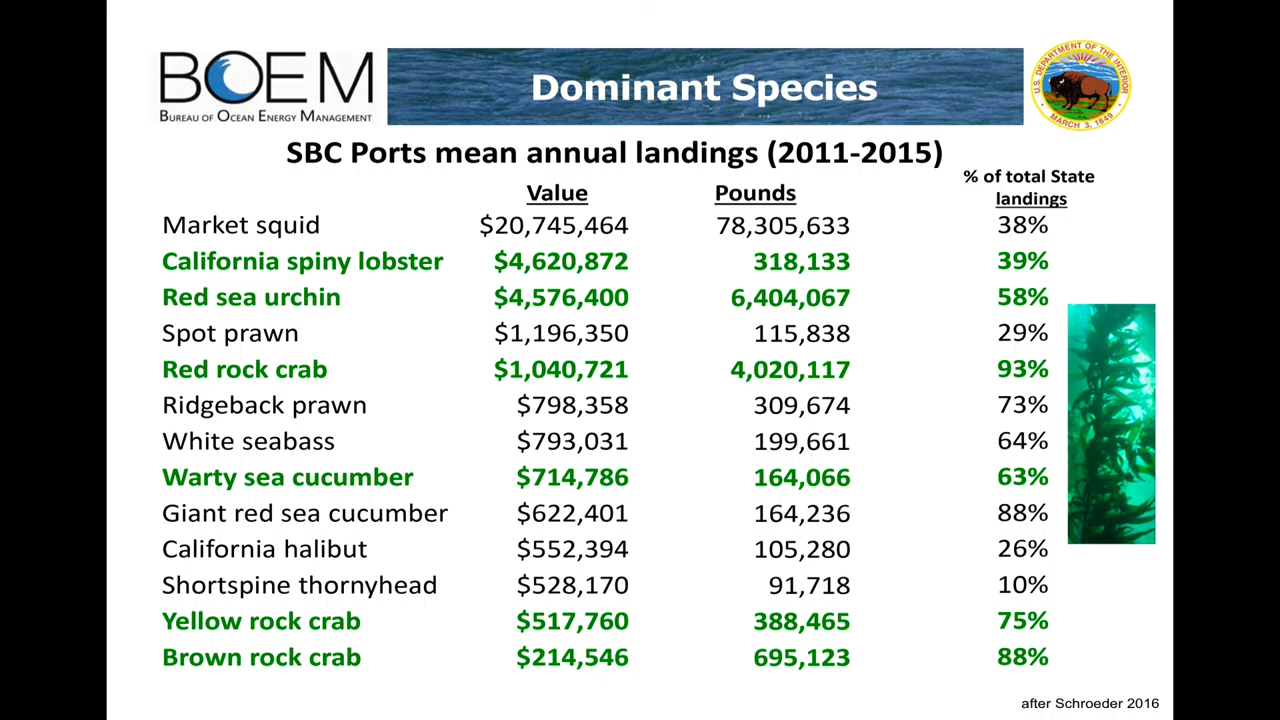 BOEM
BUREAU OF OCEAN ENERGY MANAGEMENT
Dominant Species
U.S. DEPARTMENT OF THE INTERIOR
MARCH 3, 1849
SBC Ports mean annual landings (2011-2015)
Value Pounds % of total State landings
Market squid $20,745,464 78,305,633 38%
California spiny lobster $4,620,872 318,133 39%
Red sea urchin $4,576,400 6,404,067 58%
Spot prawn $1,196,350 115,838 29%
Red rock crab $1,040,721 4,020,117 93%
Ridgeback prawn $798,358 309,674 73%
White seabass $793,031 199,661 64%
Warty sea cucumber $714,786 164,066 63%
Giant red sea cucumber $622,401 164,236 88%
California halibut $552,394 105,280 26%
Shortspine thornyhead $528,170 91,718 10%
Yellow rock crab $517,760 388,465 75%
Brown rock crab $214,546 695,123 88%
after Schroeder 2016